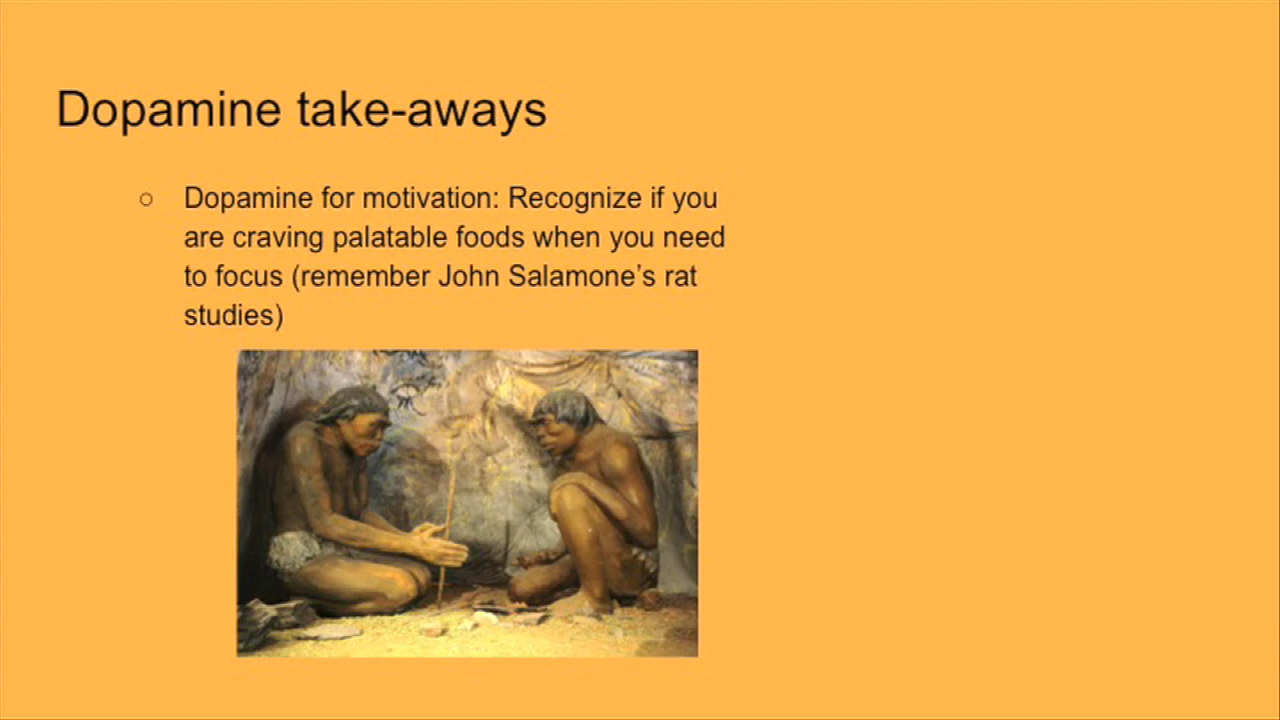 Dopamine take-aways
○ Dopamine for motivation: Recognize if you
are craving palatable foods when you need
to focus (remember John Salamone’s rat
studies)